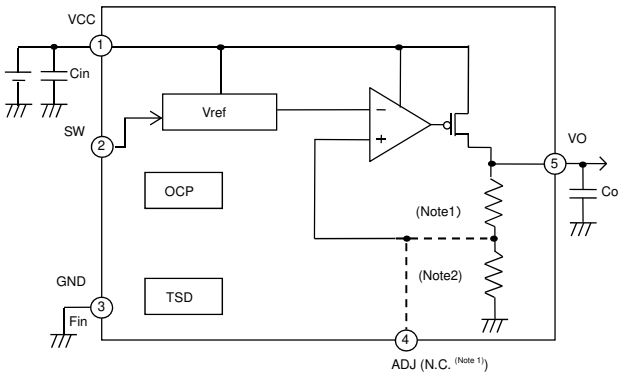 VCC
1
Cin
Vref
−
+
SW
2
VO
5
Co
OCP
(Note1)
(Note2)
GND
3
Fin
TSD
4
ADJ (N.C. (Note 1))